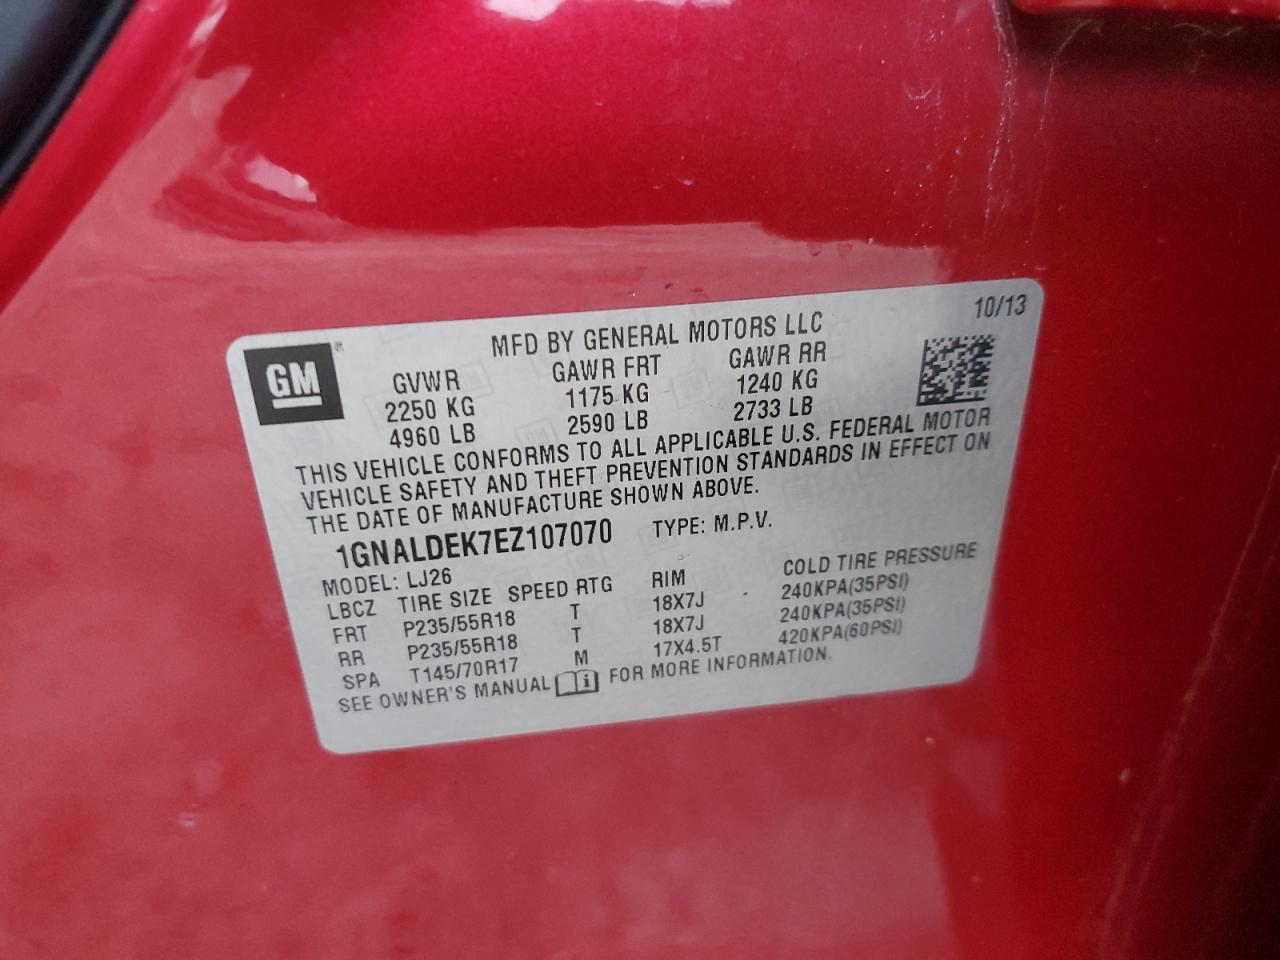 10/13
GM
MFD BY GENERAL MOTORS LLC
GVWR GAWR FRT GAWR RR
2250 KG 1175 KG 1240 KG
4960 LB 2590 LB 2733 LB
THIS VEHICLE CONFORMS TO ALL APPLICABLE U.S. FEDERAL MOTOR
VEHICLE SAFETY AND THEFT PREVENTION STANDARDS IN EFFECT ON
THE DATE OF MANUFACTURE SHOWN ABOVE.
1GNALDEK7EZ107070 TYPE: M.P.V.
MODEL: LJ26
LBCZ TIRE SIZE SPEED RTG RIM COLD TIRE PRESSURE
FRT P235/55R18 T 18X7J 240KPA(35PSI)
RR P235/55R18 T 18X7J 240KPA(35PSI)
SPA T145/70R17 M 17X4.5T 420KPA(60PSI)
SEE OWNER'S MANUAL i FOR MORE INFORMATION.